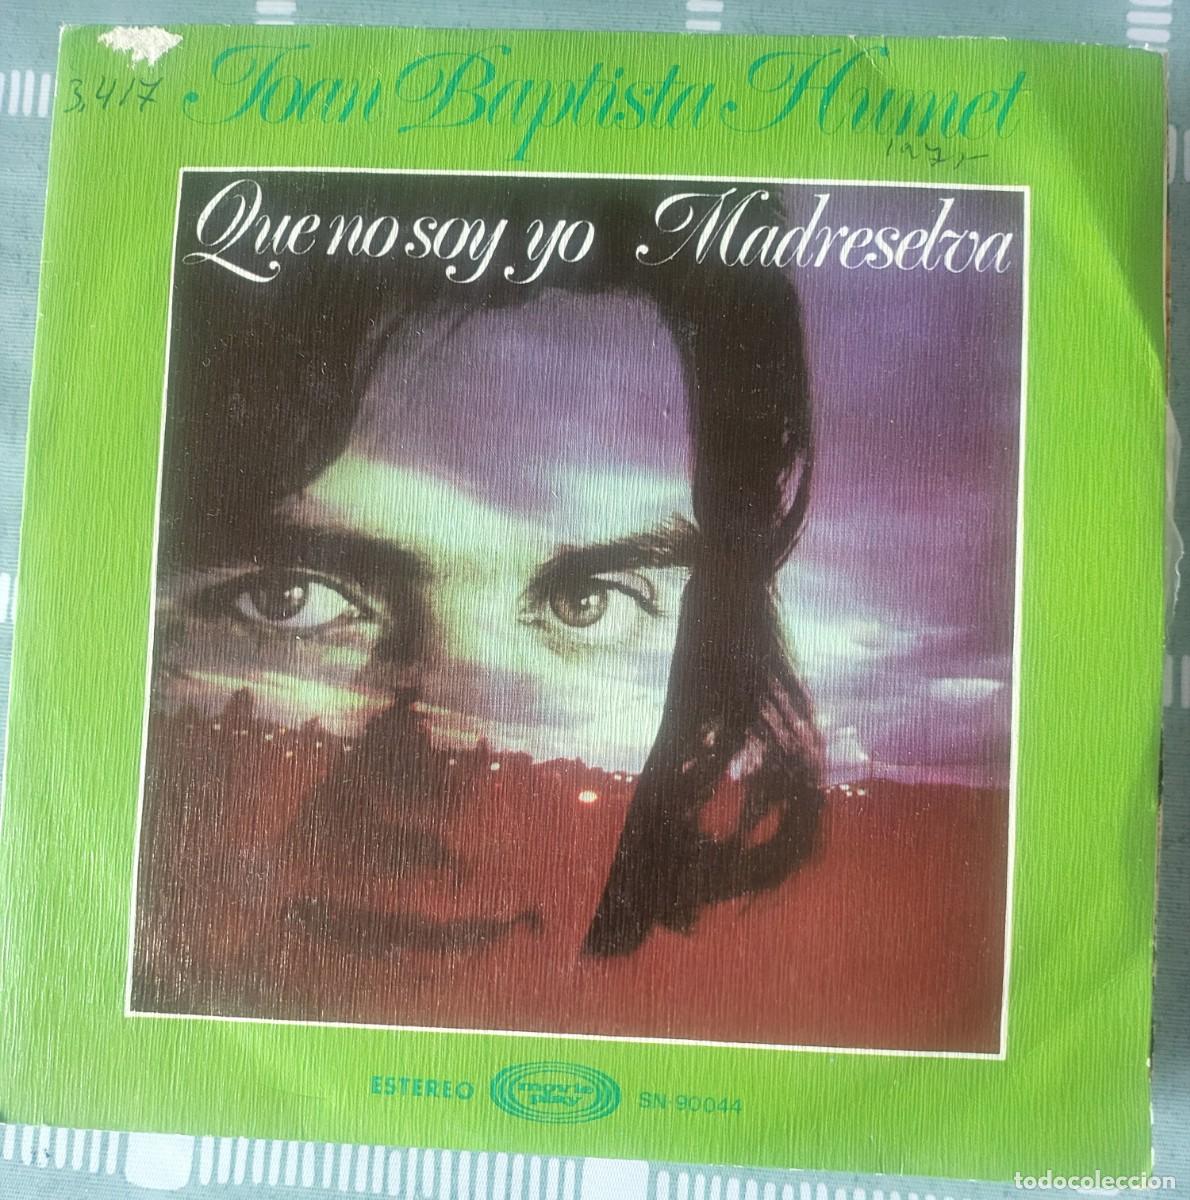 3,417
Joan Baptista Humet
Que no soy yo Madreselva
ESTEREO movie play SN-90044
todocoleccion